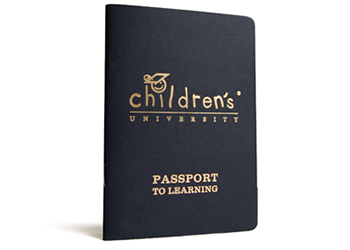 children's
UNIVERSITY
PASSPORT
TO LEARNING